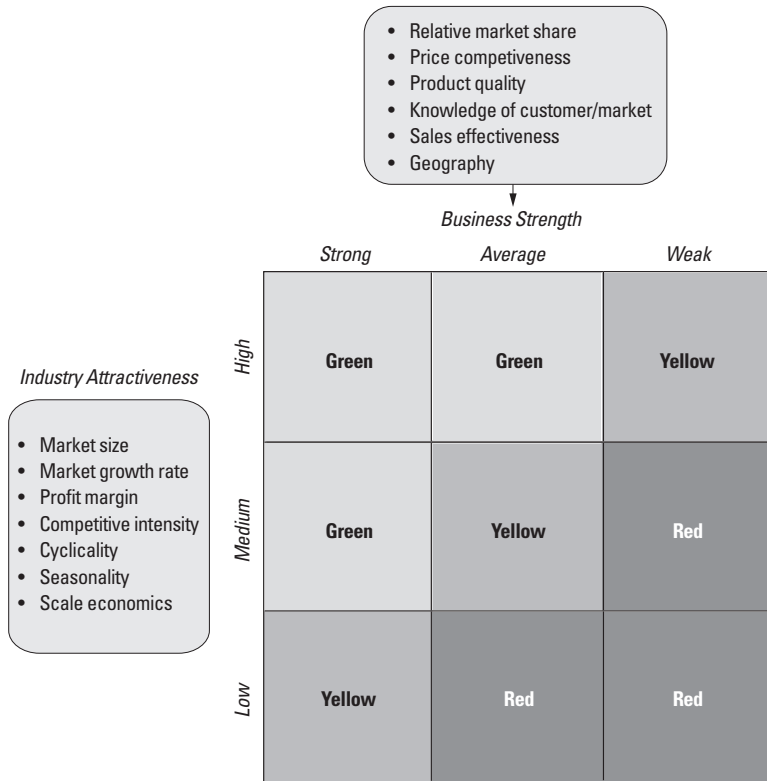 • Relative market share
• Price competiveness
• Product quality
• Knowledge of customer/market
• Sales effectiveness
• Geography
Business Strength
Strong Average Weak
High
Green Green Yellow
Industry Attractiveness
• Market size
• Market growth rate
• Profit margin
• Competitive intensity
• Cyclicality
• Seasonality
• Scale economics
Medium
Green Yellow Red
Low
Yellow Red Red